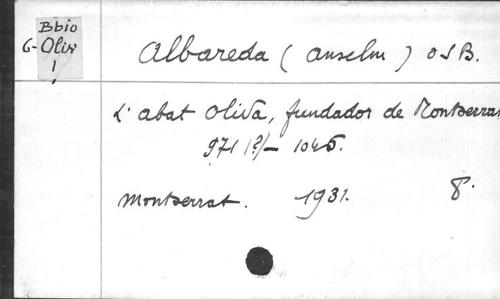 Bbio
G-Oliv
1
Albareda (Anselm) OSB.
L'abat Oliva, fundador de Montserrat
971(?)-1046.
Montserrat. 1931. 8°.